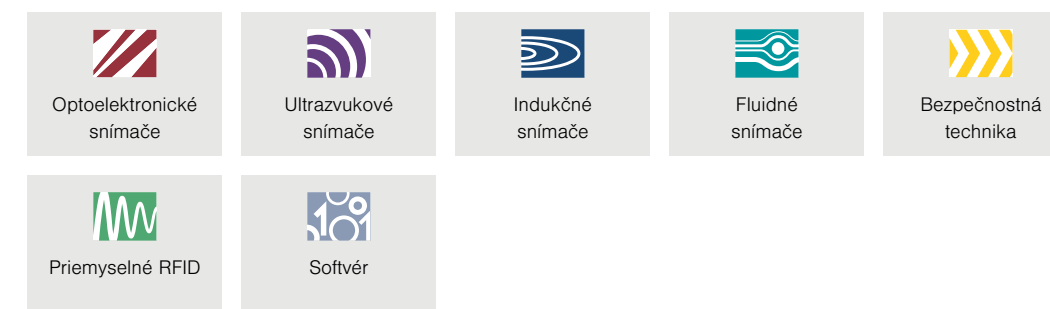 Optoelektronické
snímače
Ultrazvukové
snímače
Indukčné
snímače
Fluidné
snímače
Bezpečnostná
technika
Priemyselné RFID
Softvér